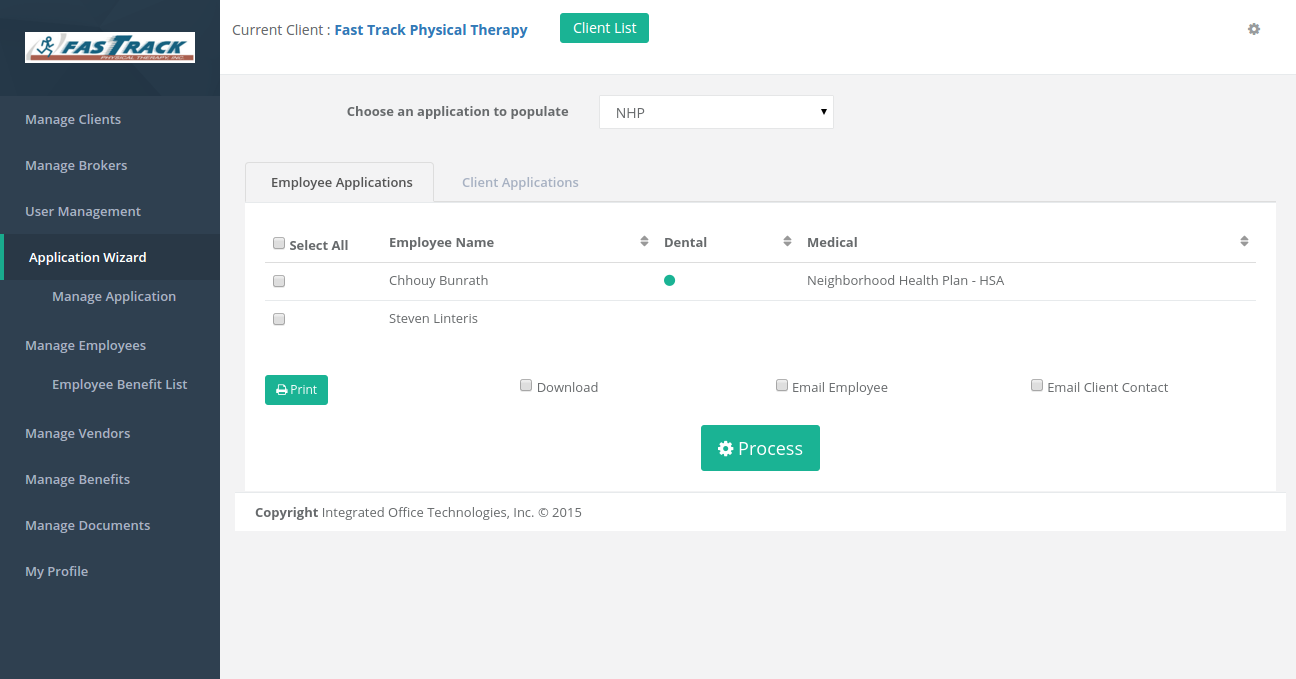 FASTRACK
PHYSICAL THERAPY, INC.
Current Client : Fast Track Physical Therapy
Client List
Manage Clients
Manage Brokers
User Management
Application Wizard
Manage Application
Manage Employees
Employee Benefit List
Manage Vendors
Manage Benefits
Manage Documents
My Profile
Choose an application to populate NHP
Employee Applications Client Applications
Select All Employee Name Dental Medical
Chhouy Bunrath Neighborhood Health Plan - HSA
Steven Linteris
Print Download Email Employee Email Client Contact
Process
Copyright Integrated Office Technologies, Inc. © 2015